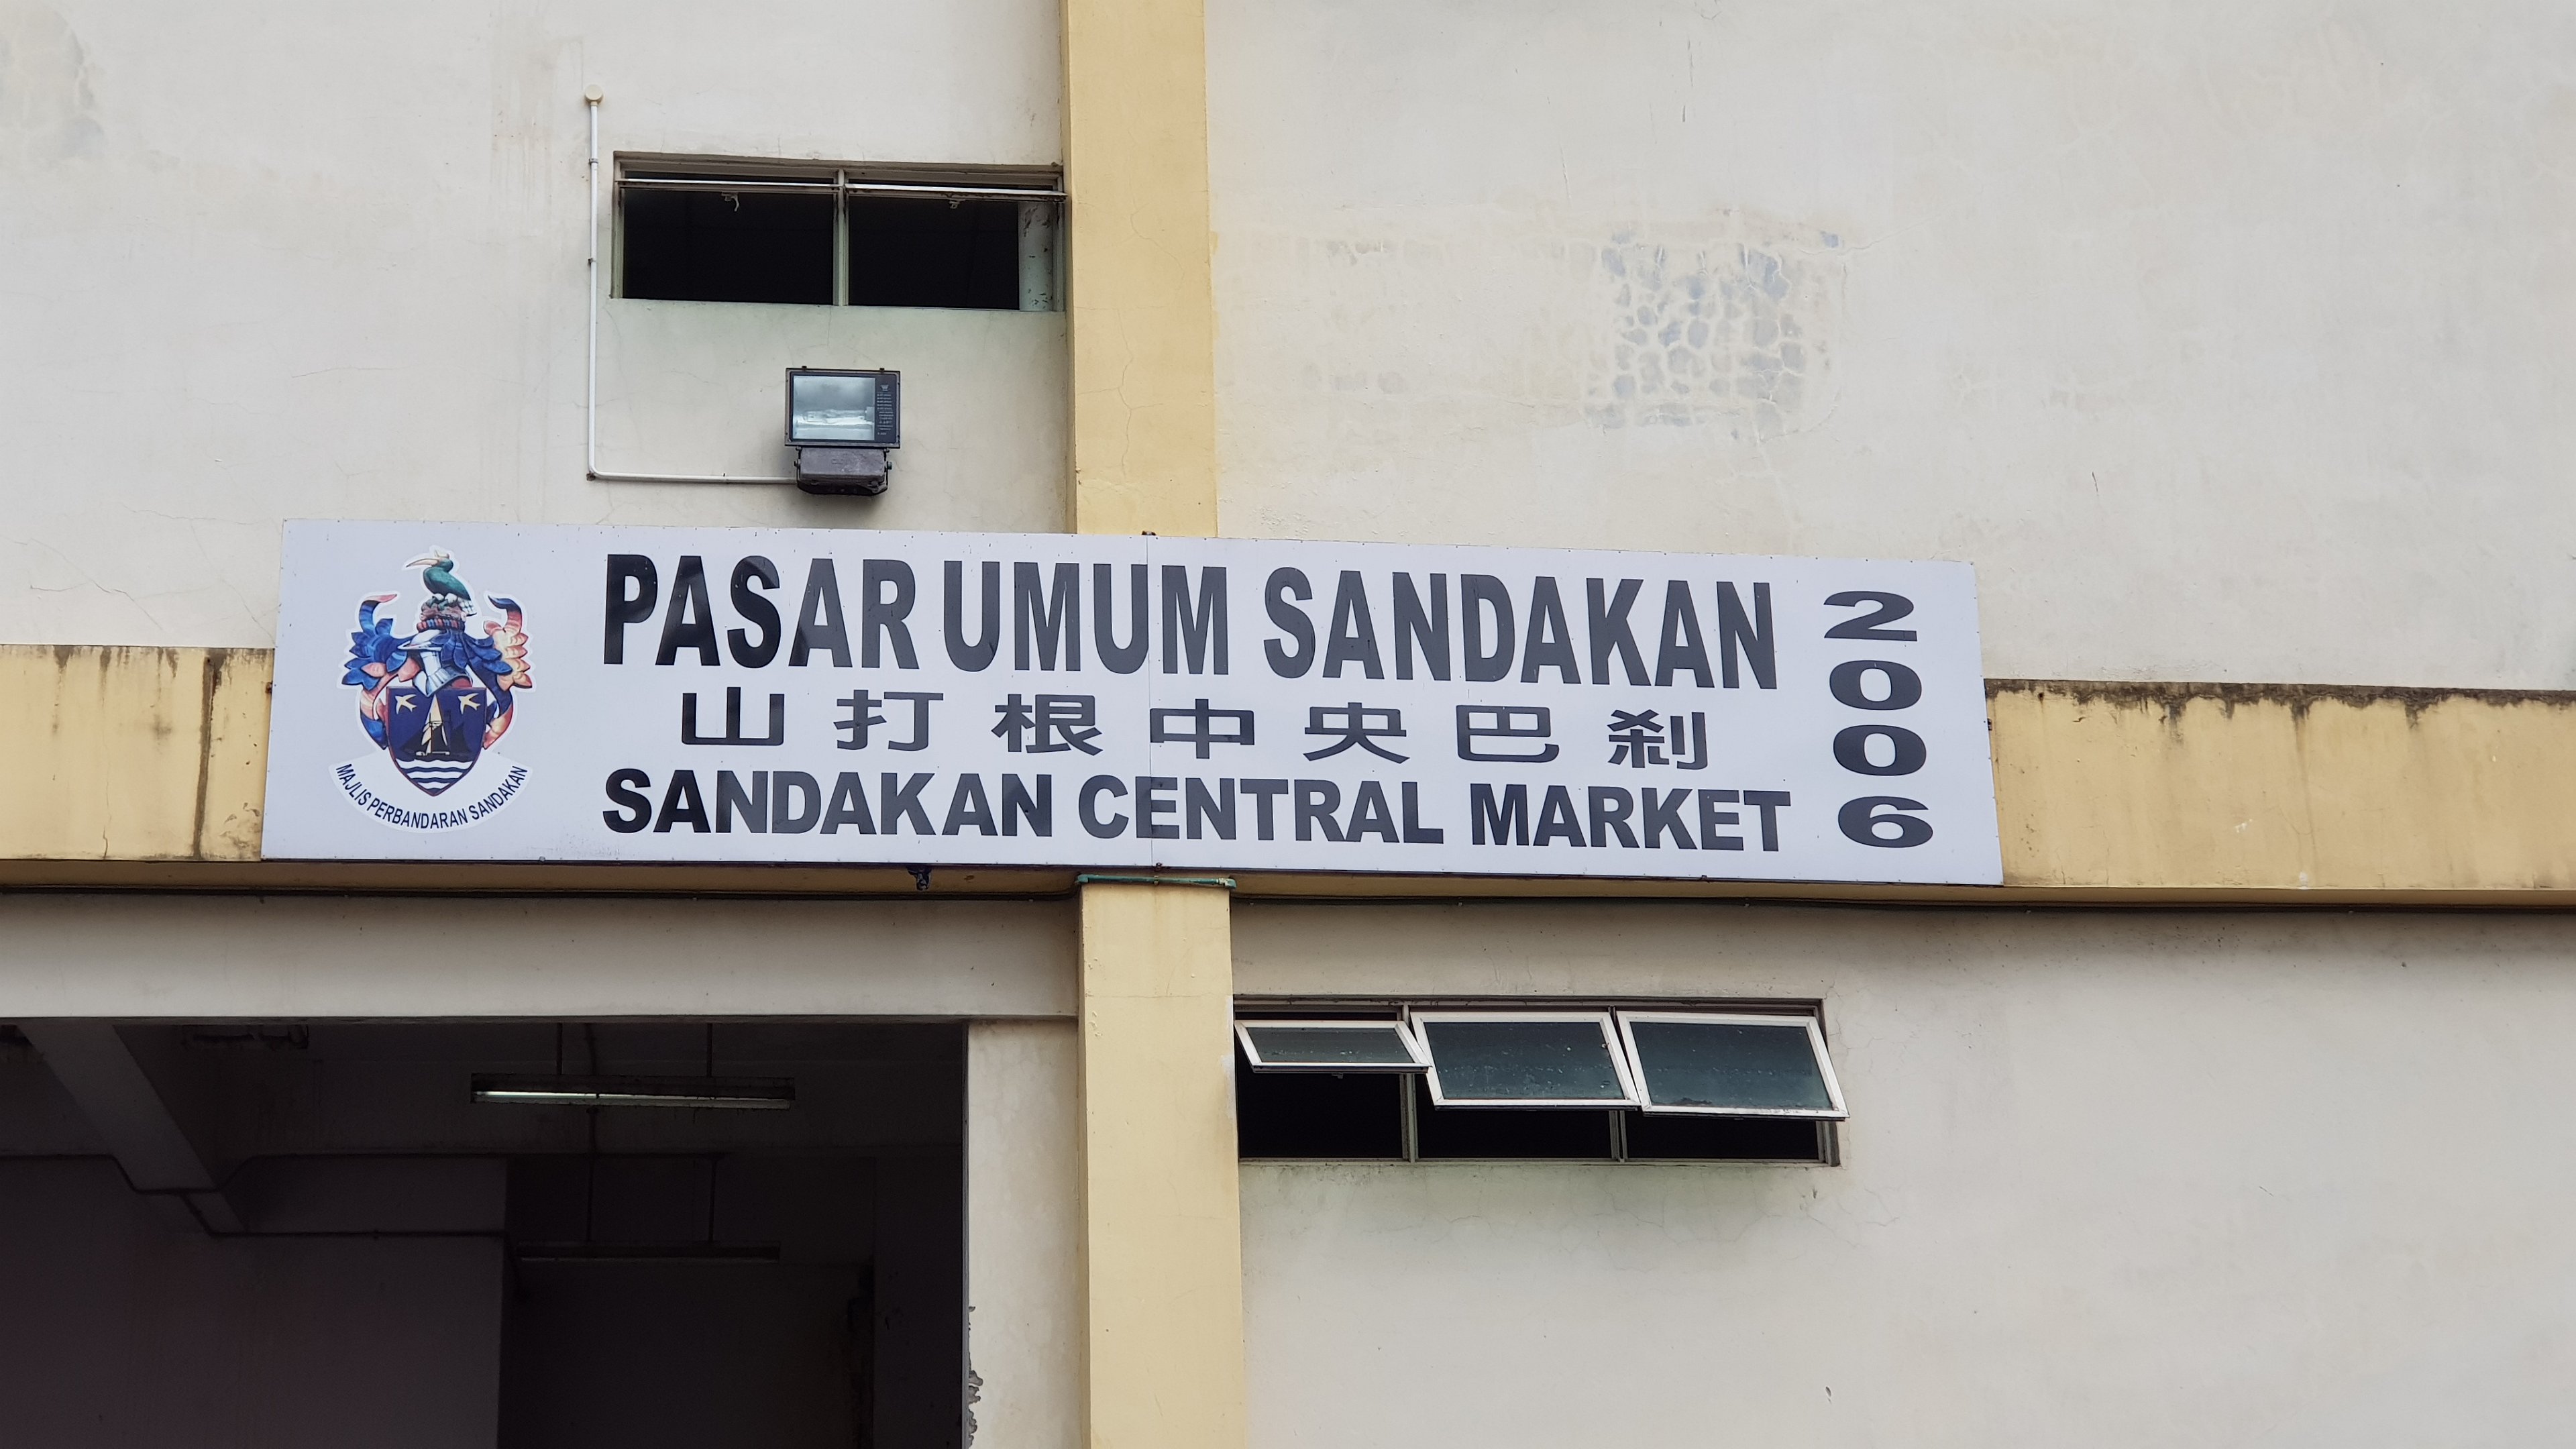 PASAR UMUM SANDAKAN
山打根中央巴刹
SANDAKAN CENTRAL MARKET
2006
MAJLIS PERBANDARAN SANDAKAN